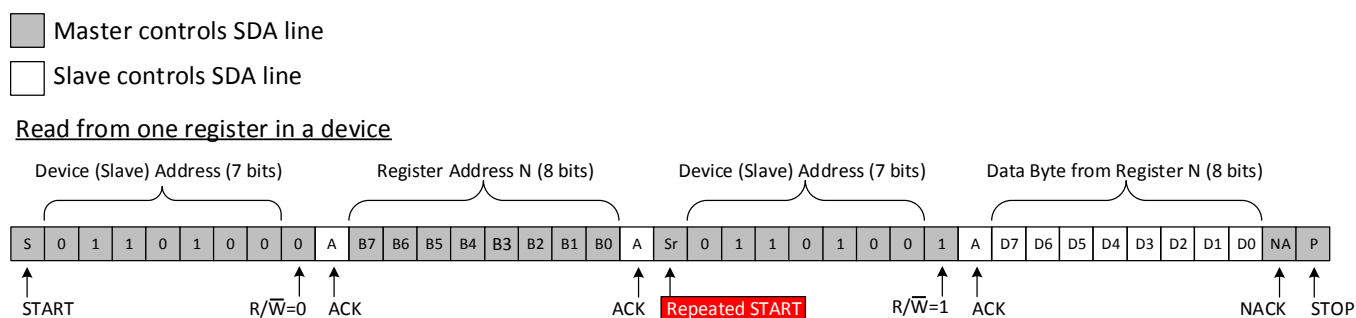 Master controls SDA line
Slave controls SDA line
Read from one register in a device
Device (Slave) Address (7 bits) Register Address N (8 bits) Device (Slave) Address (7 bits) Data Byte from Register N (8 bits)
S 0 1 1 0 1 0 0 0 A B7 B6 B5 B4 B3 B2 B1 B0 A Sr 0 1 1 0 1 0 0 1 A D7 D6 D5 D4 D3 D2 D1 D0 NA P
START R/W̅=0 ACK ACK Repeated START R/W̅=1 ACK NACK STOP